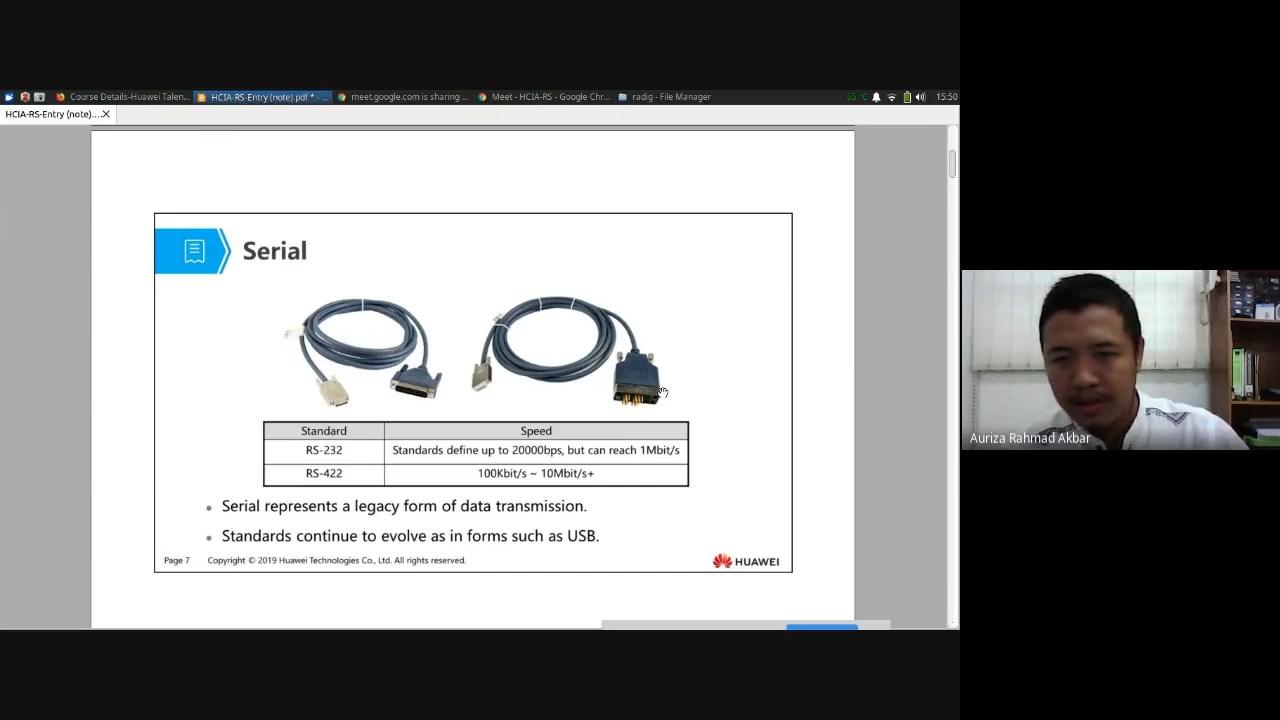 Course Details-Huawei Talen...
HCIA-RS-Entry (note).pdf * - ...
meet.google.com is sharing ...
Meet - HCIA-RS - Google Chr...
radig - File Manager
65°C
15:50
HCIA-RS-Entry (note)....
Serial
Standard Speed
RS-232 Standards define up to 20000bps, but can reach 1Mbit/s
RS-422 100Kbit/s ~ 10Mbit/s+
• Serial represents a legacy form of data transmission.
• Standards continue to evolve as in forms such as USB.
Page 7 Copyright © 2019 Huawei Technologies Co., Ltd. All rights reserved.
HUAWEI
Auriza Rahmad Akbar